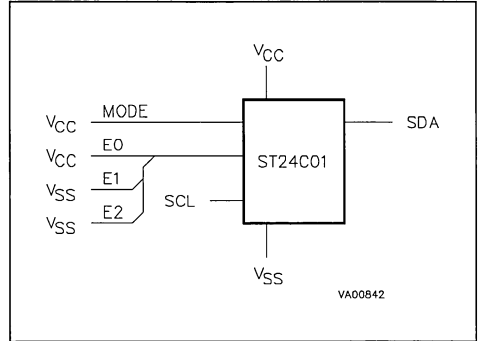 VCC
VCC MODE
SDA
VCC E0
ST24C01
VSS E1
SCL
VSS E2
VSS
VA00842